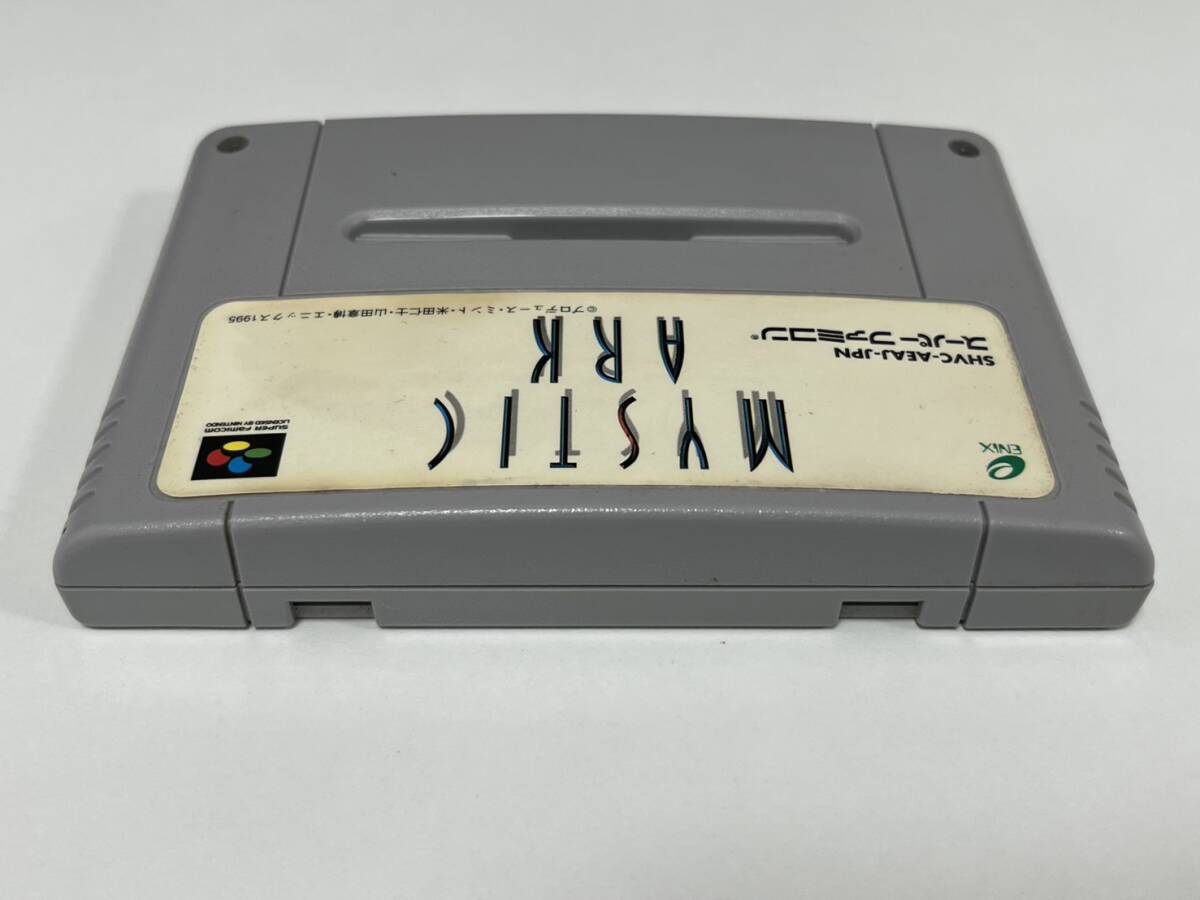 ENIX
MYSTIC
ARK
SUPER FAMICOM
LICENSED BY NINTENDO
SHVC-AEAJ-JPN
スーパーファミコン®
©プロデュース・ミント・米田仁士・山田章博・エニックス1995